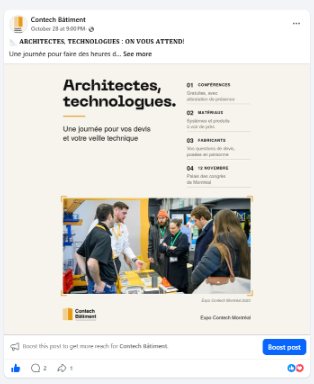 Contech Bâtiment
October 28 at 9:00 PM
ARCHITECTES, TECHNOLOGUES : ON VOUS ATTEND!
Une journée pour faire des heures d... See more
Architectes,
technologues.
Une journée pour vos devis
et votre veille technique
01 CONFÉRENCES
Gratuites, avec
attestation de présence
02 MATÉRIAUX
Systèmes et produits
à voir de près
03 FABRICANTS
Vos questions de devis,
posées en personne
04 12 NOVEMBRE
Palais des congrès
de Montréal
Expo Contech Montréal
Contech
Bâtiment
Expo Contech Montréal
Boost this post to get more reach for Contech Bâtiment.
Boost post
2
1